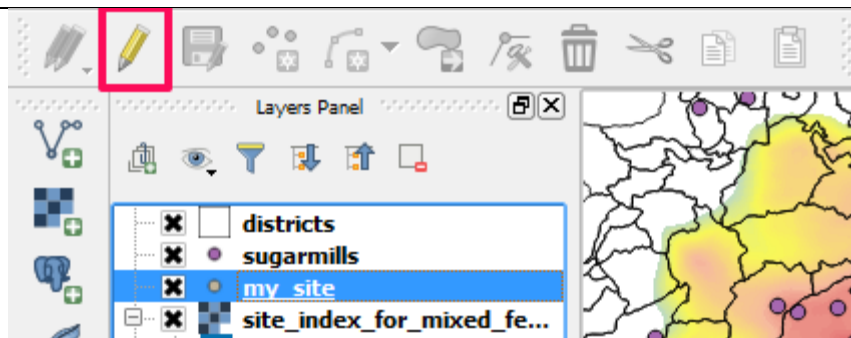 Layers Panel
districts
sugarmills
my_site
site_index_for_mixed_fe...